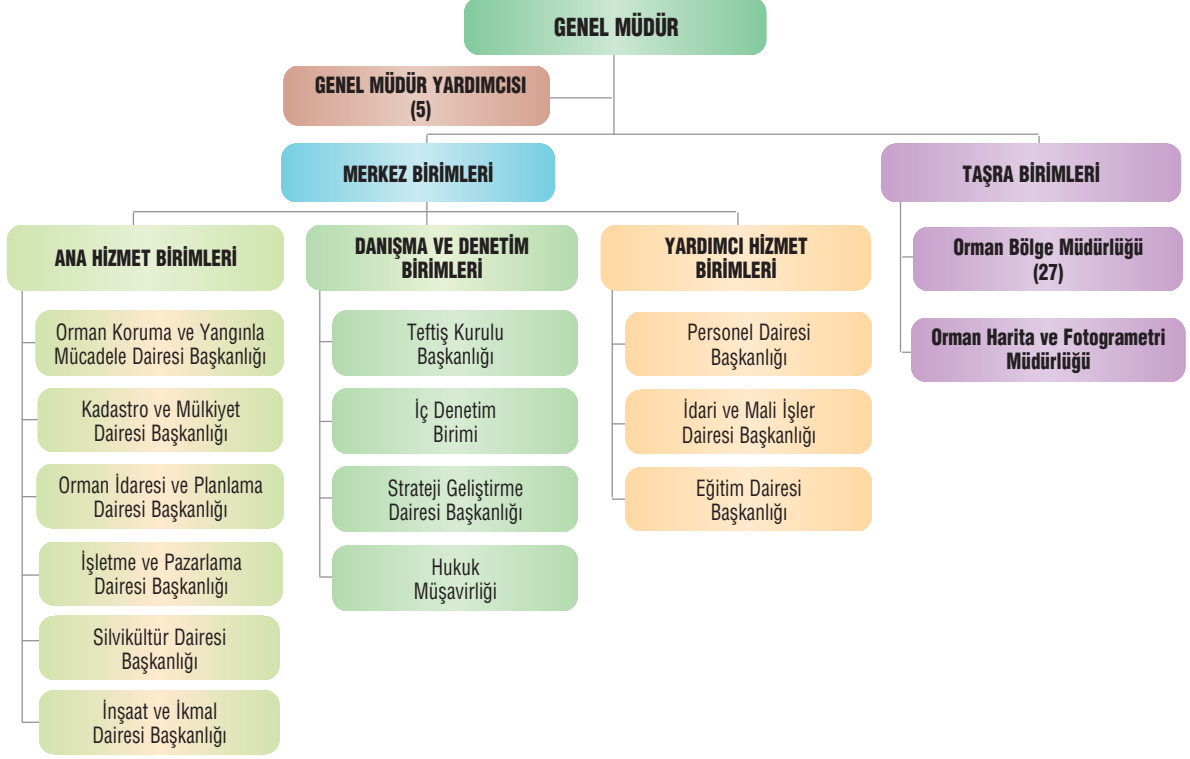 GENEL MÜDÜR
GENEL MÜDÜR YARDIMCISI
(5)
MERKEZ BİRİMLERİ
TAŞRA BİRİMLERİ
ANA HİZMET BİRİMLERİ
Orman Koruma ve Yangınla
Mücadele Dairesi Başkanlığı
Kadastro ve Mülkiyet
Dairesi Başkanlığı
Orman İdaresi ve Planlama
Dairesi Başkanlığı
İşletme ve Pazarlama
Dairesi Başkanlığı
Silvikültür Dairesi
Başkanlığı
İnşaat ve İkmal
Dairesi Başkanlığı
DANIŞMA VE DENETİM
BİRİMLERİ
Teftiş Kurulu
Başkanlığı
İç Denetim
Birimi
Strateji Geliştirme
Dairesi Başkanlığı
Hukuk
Müşavirliği
YARDIMCI HİZMET
BİRİMLERİ
Personel Dairesi
Başkanlığı
İdari ve Mali İşler
Dairesi Başkanlığı
Eğitim Dairesi
Başkanlığı
Orman Bölge Müdürlüğü
(27)
Orman Harita ve Fotogrametri
Müdürlüğü